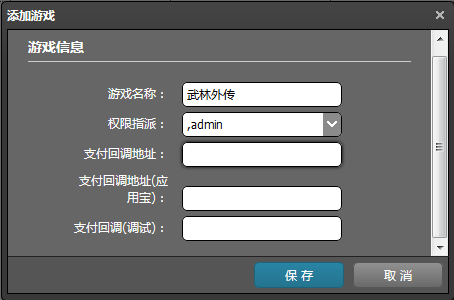 添加游戏
游戏信息
游戏名称： 武林外传
权限指派： ,admin
支付回调地址：
支付回调地址(应
用宝)：
支付回调(调试)：
保存 取消